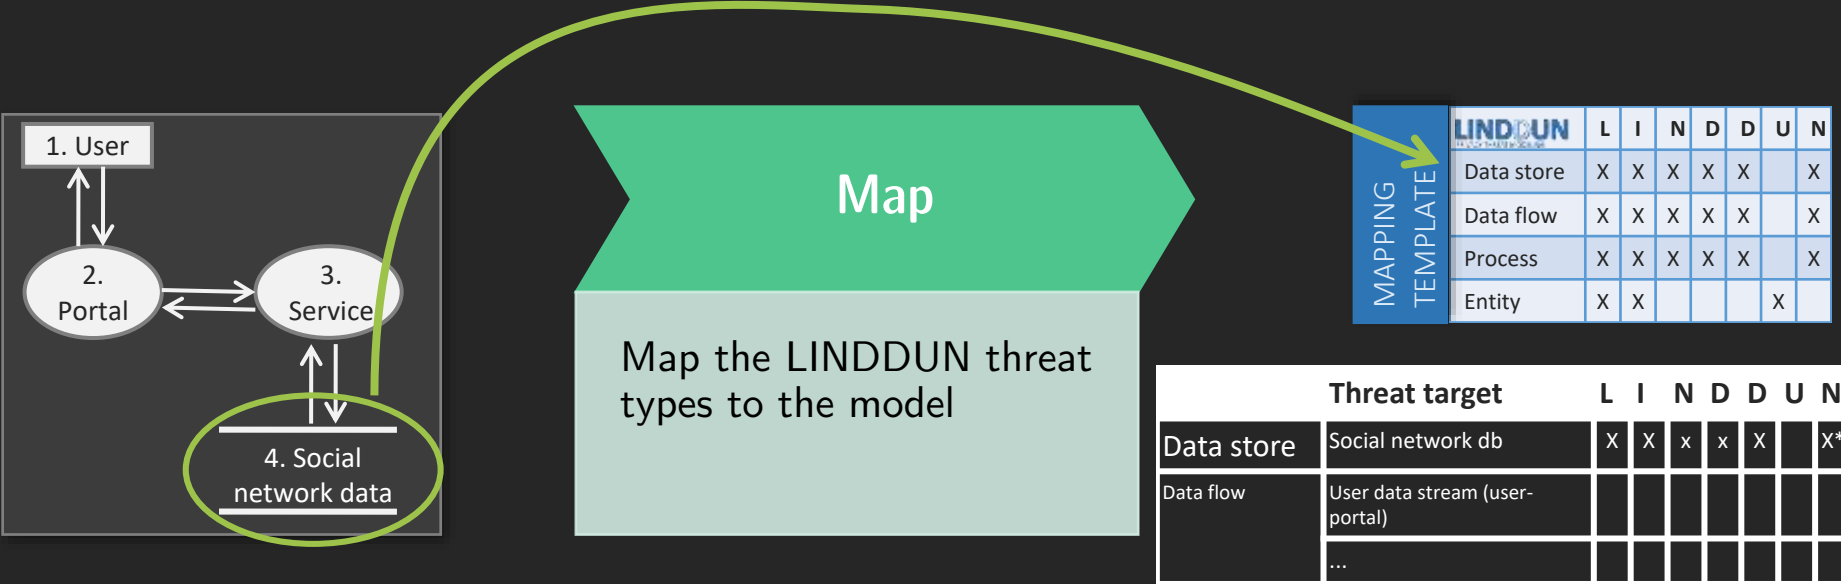 1. User
2.
Portal
3.
Service
4. Social
network data
Map
Map the LINDDUN threat
types to the model
MAPPING
TEMPLATE
LINDDUN L I N D D U N
Data store X X X X X X
Data flow X X X X X X
Process X X X X X X
Entity X X X
Threat target L I N D D U N
Data store Social network db X X x x X X*
Data flow User data stream (user-
portal)
...